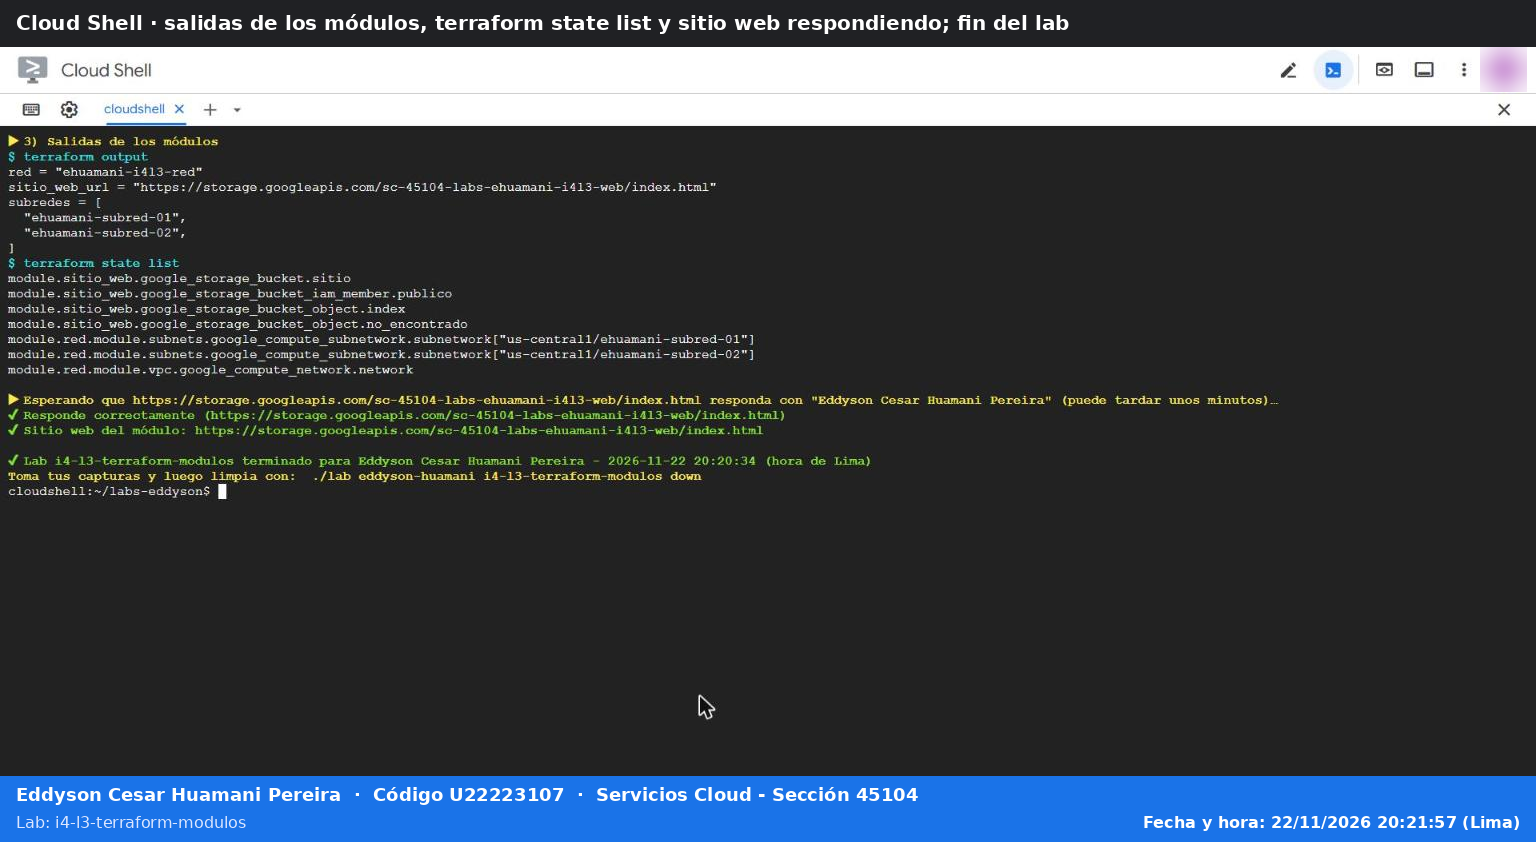 Cloud Shell · salidas de los módulos, terraform state list y sitio web respondiendo; fin del lab
Cloud Shell
cloudshell
▶ 3) Salidas de los módulos
$ terraform output
red = "ehuamani-i4l3-red"
sitio_web_url = "https://storage.googleapis.com/sc-45104-labs-ehuamani-i4l3-web/index.html"
subredes = [
  "ehuamani-subred-01",
  "ehuamani-subred-02",
]
$ terraform state list
module.sitio_web.google_storage_bucket.sitio
module.sitio_web.google_storage_bucket_iam_member.publico
module.sitio_web.google_storage_bucket_object.index
module.sitio_web.google_storage_bucket_object.no_encontrado
module.red.module.subnets.google_compute_subnetwork.subnetwork["us-central1/ehuamani-subred-01"]
module.red.module.subnets.google_compute_subnetwork.subnetwork["us-central1/ehuamani-subred-02"]
module.red.module.vpc.google_compute_network.network
▶ Esperando que https://storage.googleapis.com/sc-45104-labs-ehuamani-i4l3-web/index.html responda con "Eddyson Cesar Huamani Pereira" (puede tardar unos minutos)…
✔ Responde correctamente (https://storage.googleapis.com/sc-45104-labs-ehuamani-i4l3-web/index.html)
✔ Sitio web del módulo: https://storage.googleapis.com/sc-45104-labs-ehuamani-i4l3-web/index.html
✔ Lab i4-l3-terraform-modulos terminado para Eddyson Cesar Huamani Pereira - 2026-11-22 20:20:34 (hora de Lima)
Toma tus capturas y luego limpia con:  ./lab eddyson-huamani i4-l3-terraform-modulos down
cloudshell:~/labs-eddyson$
Eddyson Cesar Huamani Pereira · Código U22223107 · Servicios Cloud - Sección 45104
Lab: i4-l3-terraform-modulos
Fecha y hora: 22/11/2026 20:21:57 (Lima)